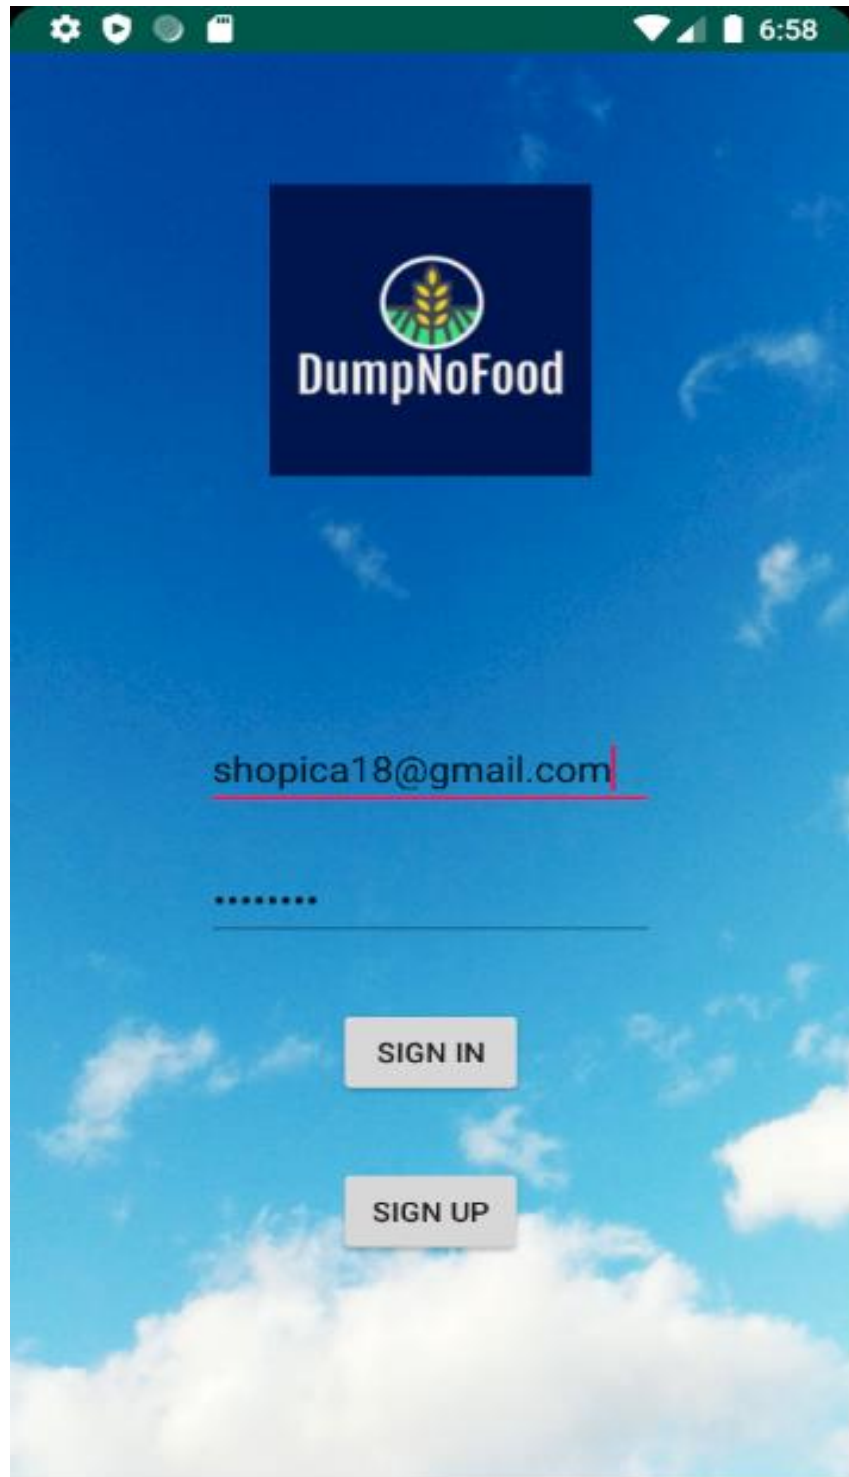 6:58
DumpNoFood
shopica18@gmail.com
••••••••
SIGN IN
SIGN UP